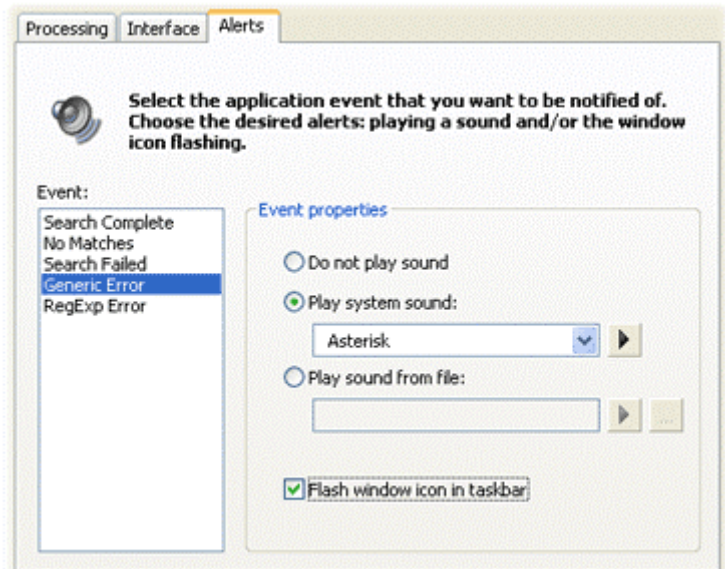 Processing Interface Alerts
Select the application event that you want to be notified of.
Choose the desired alerts: playing a sound and/or the window
icon flashing.
Event:
Search Complete
No Matches
Search Failed
Generic Error
RegExp Error
Event properties
Do not play sound
Play system sound:
Asterisk
Play sound from file:
...
Flash window icon in taskbar